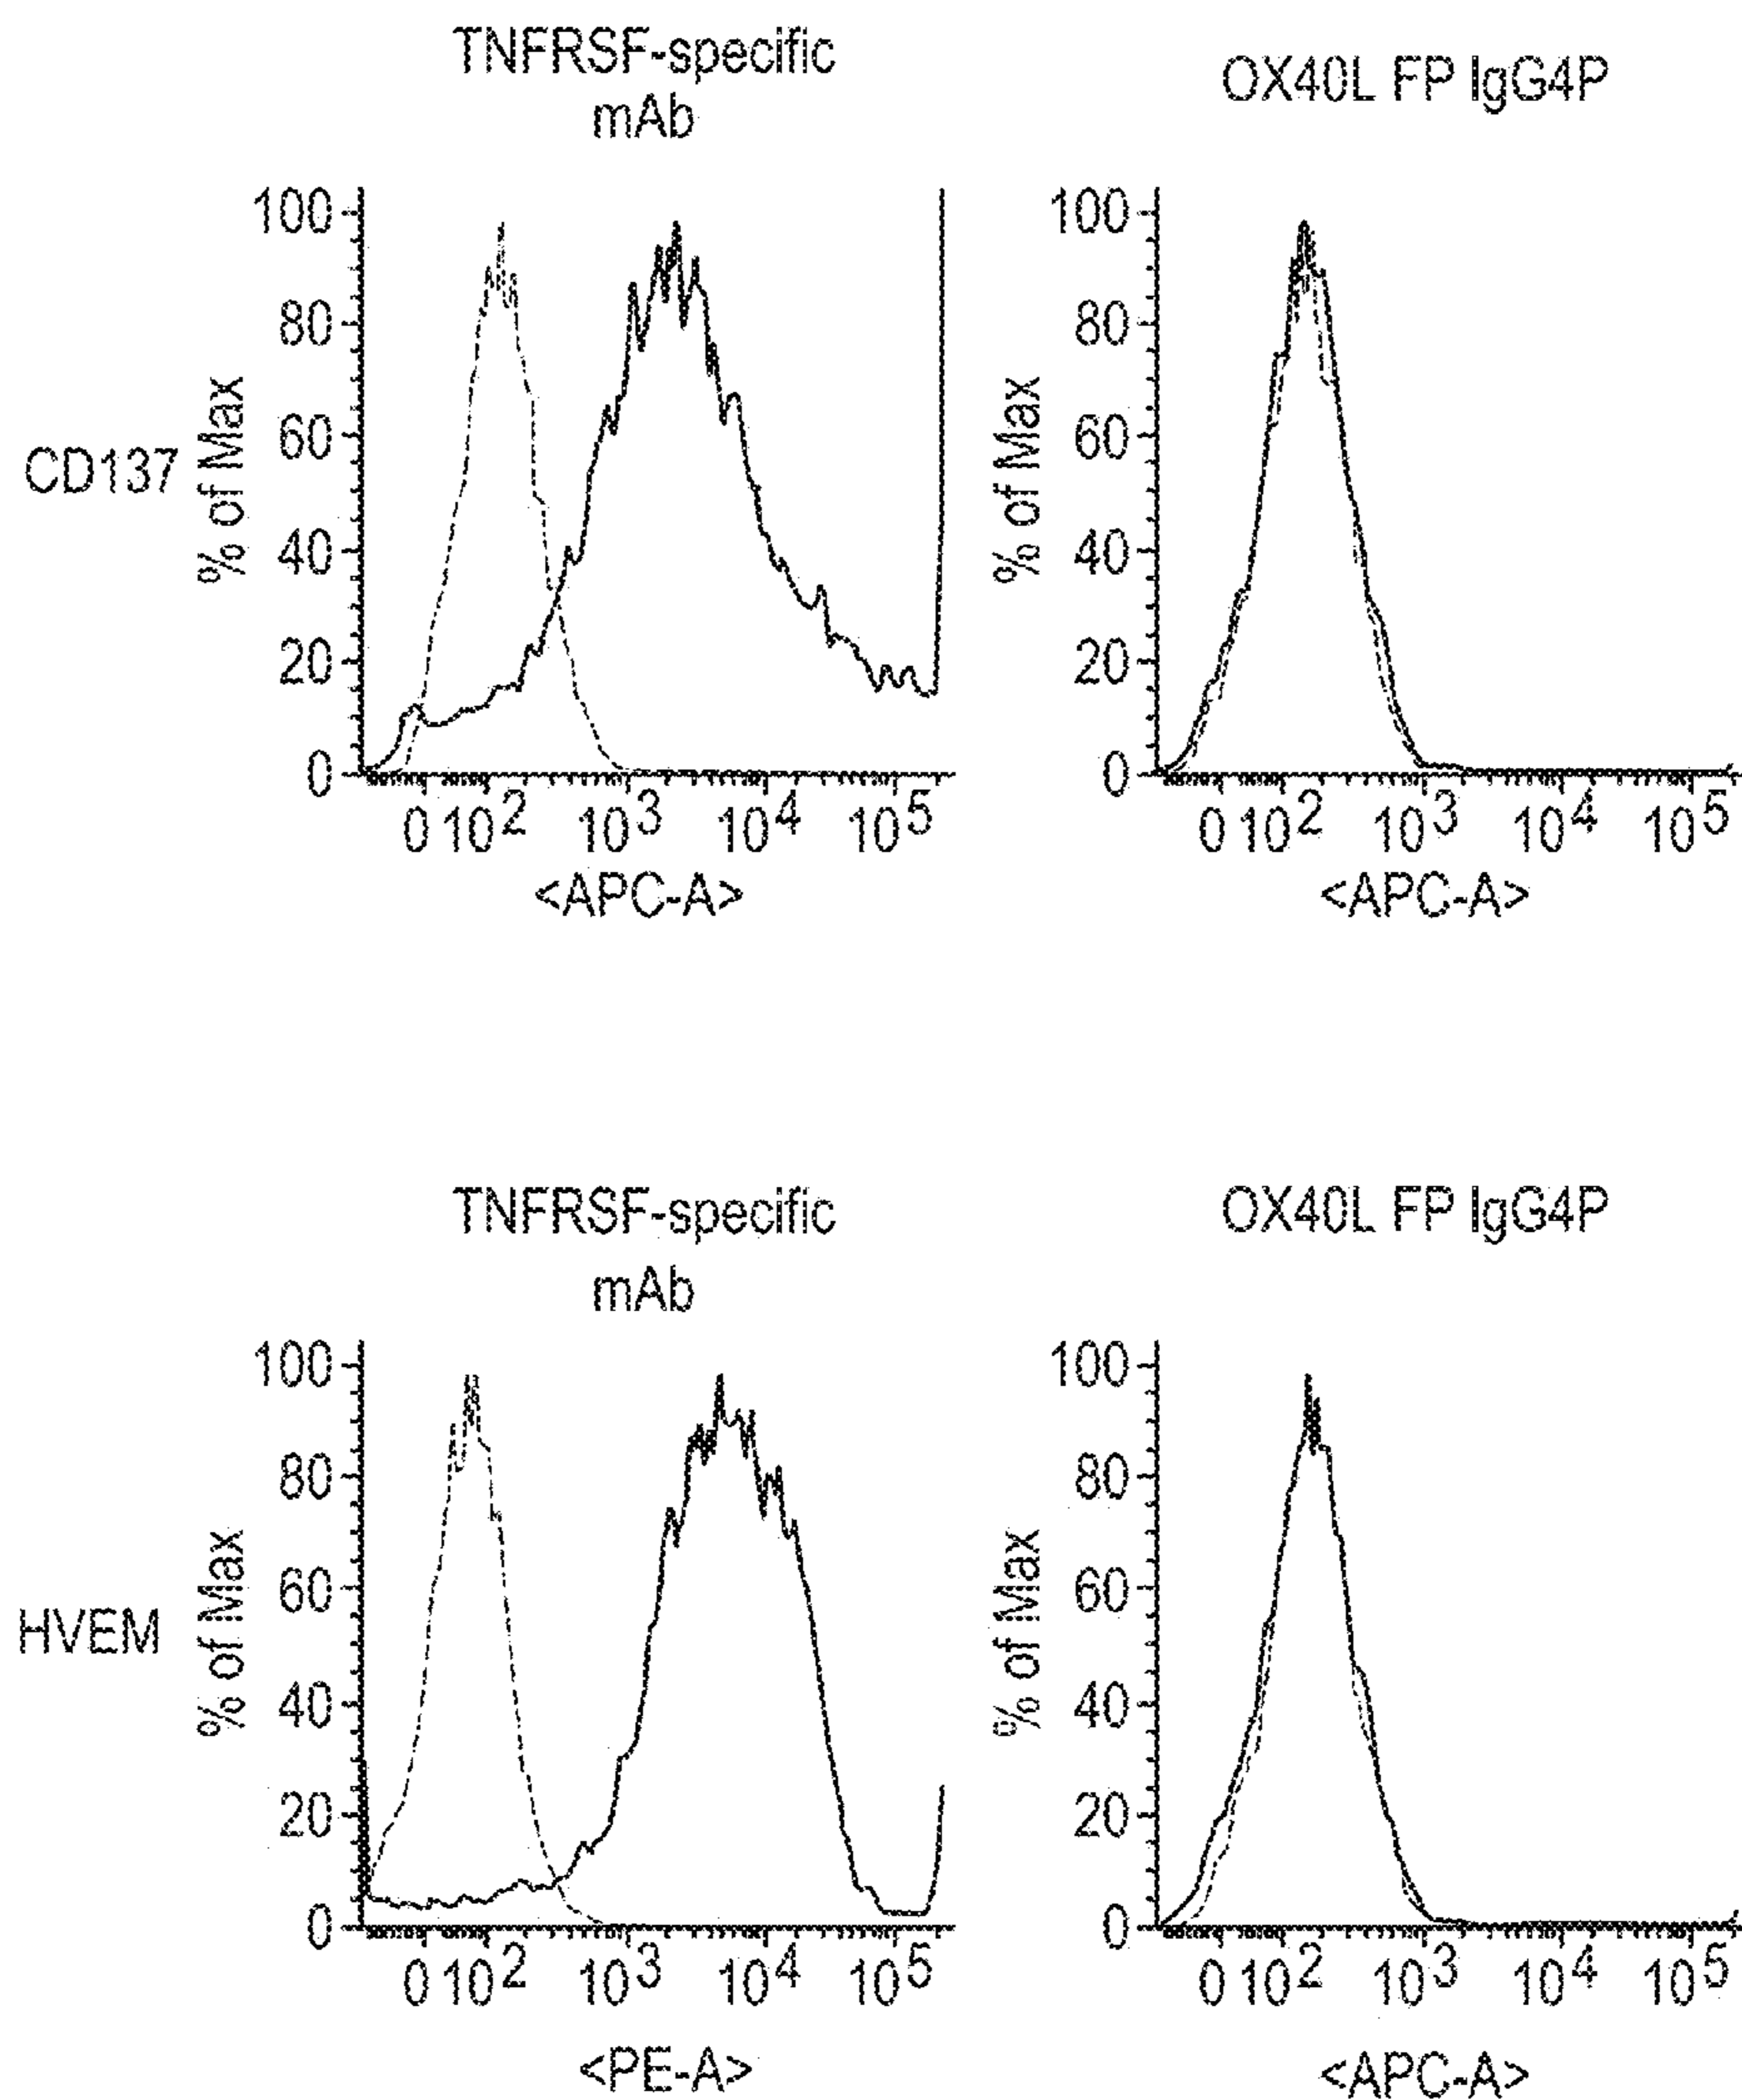 TNFRSF-specific
mAb
OX40L FP IgG4P
CD137
% of Max
100
80
60
40
20
0
0 10² 10³ 10⁴ 10⁵
<APC-A>
% of Max
100
80
60
40
20
0
0 10² 10³ 10⁴ 10⁵
<APC-A>
TNFRSF-specific
mAb
OX40L FP IgG4P
HVEM
% of Max
100
80
60
40
20
0
0 10² 10³ 10⁴ 10⁵
<PE-A>
% of Max
100
80
60
40
20
0
0 10² 10³ 10⁴ 10⁵
<APC-A>